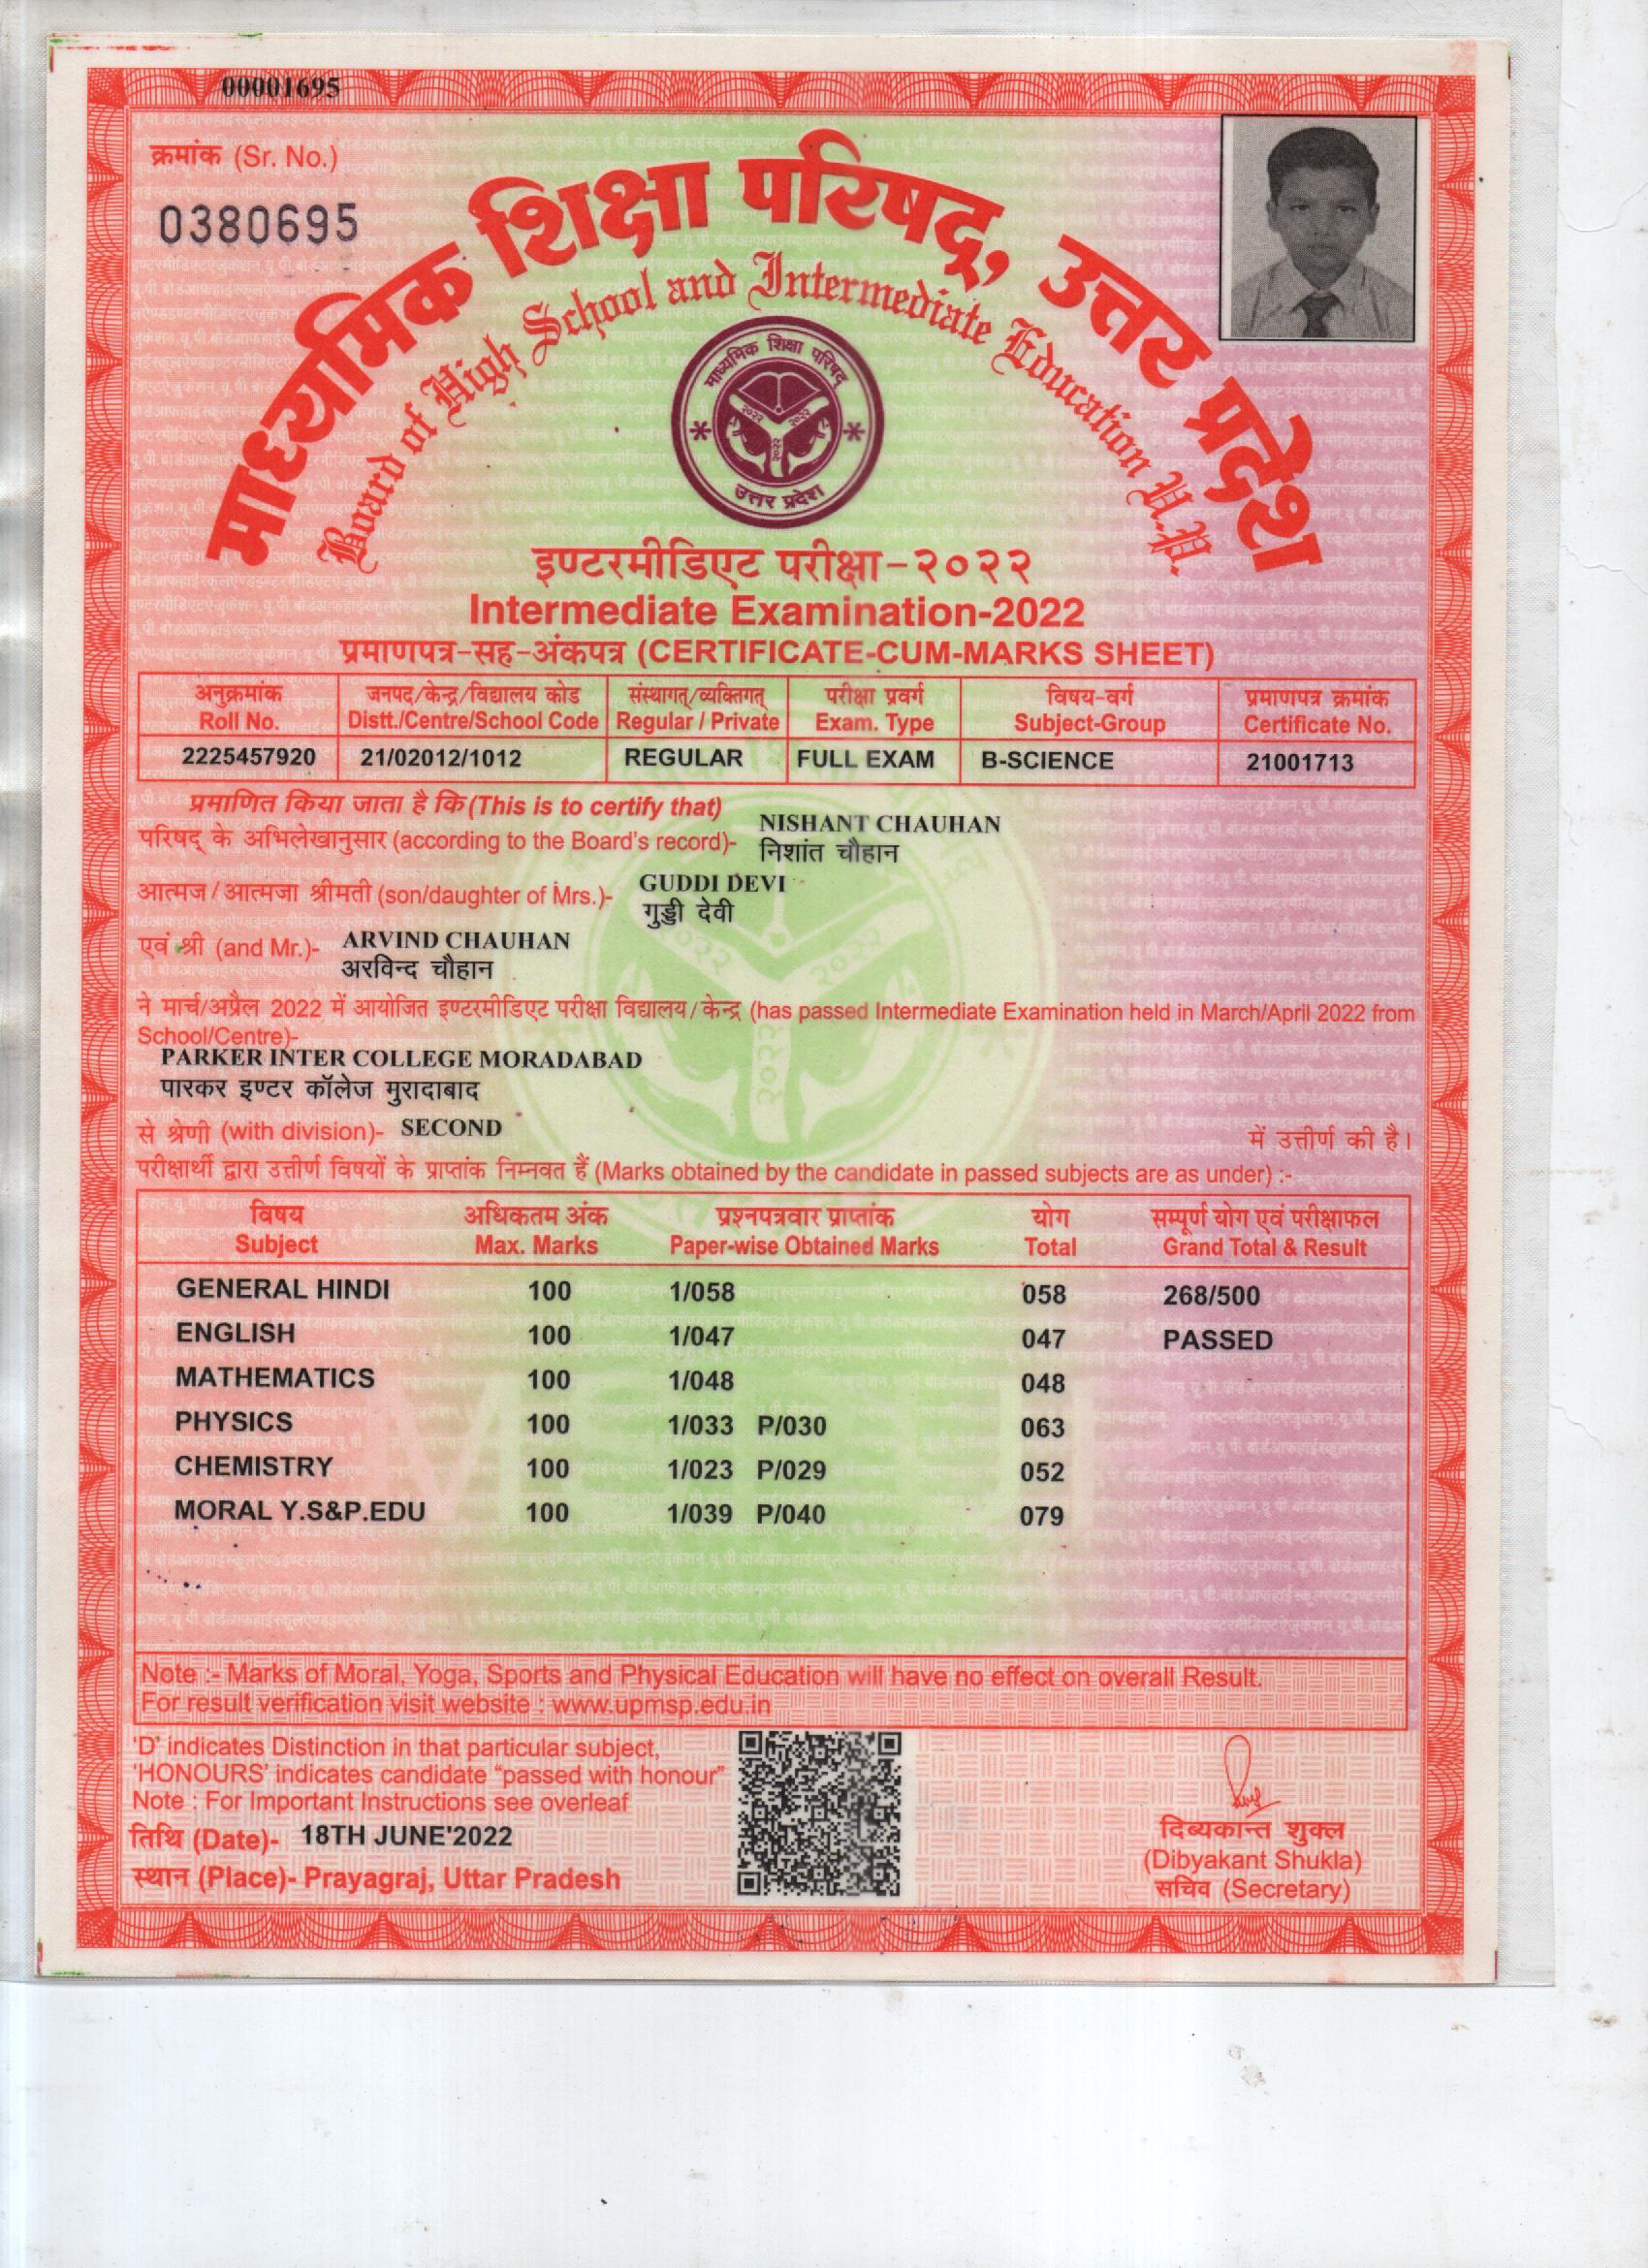 00001695
क्रमांक (Sr. No.)
0380695
माध्यमिक शिक्षा परिषद्, उत्तर प्रदेश
Board of High School and Intermediate Education U.P.
माध्यमिक शिक्षा परिषद्
२०२२ २०२२
२०२२
उत्तर प्रदेश
इण्टरमीडिएट परीक्षा-२०२२
Intermediate Examination-2022
प्रमाणपत्र-सह-अंकपत्र (CERTIFICATE-CUM-MARKS SHEET)
अनुक्रमांक जनपद/केन्द्र/विद्यालय कोड संस्थागत्/व्यक्तिगत् परीक्षा प्रवर्ग विषय-वर्ग प्रमाणपत्र क्रमांक
Roll No. Distt./Centre/School Code Regular / Private Exam. Type Subject-Group Certificate No.
2225457920 21/02012/1012 REGULAR FULL EXAM B-SCIENCE 21001713
प्रमाणित किया जाता है कि (This is to certify that)
परिषद् के अभिलेखानुसार (according to the Board's record)- NISHANT CHAUHAN
निशांत चौहान
आत्मज/आत्मजा श्रीमती (son/daughter of Mrs.)- GUDDI DEVI
गुड्डी देवी
एवं श्री (and Mr.)- ARVIND CHAUHAN
अरविन्द चौहान
ने मार्च/अप्रैल 2022 में आयोजित इण्टरमीडिएट परीक्षा विद्यालय/केन्द्र (has passed Intermediate Examination held in March/April 2022 from
School/Centre)-
PARKER INTER COLLEGE MORADABAD
पारकर इण्टर कॉलेज मुरादाबाद
से श्रेणी (with division)- SECOND में उत्तीर्ण की है।
परीक्षार्थी द्वारा उत्तीर्ण विषयों के प्राप्तांक निम्नवत हैं (Marks obtained by the candidate in passed subjects are as under) :-
विषय अधिकतम अंक प्रश्नपत्रवार प्राप्तांक योग सम्पूर्ण योग एवं परीक्षाफल
Subject Max. Marks Paper-wise Obtained Marks Total Grand Total & Result
GENERAL HINDI 100 1/058 058 268/500
ENGLISH 100 1/047 047 PASSED
MATHEMATICS 100 1/048 048
PHYSICS 100 1/033 P/030 063
CHEMISTRY 100 1/023 P/029 052
MORAL Y.S&P.EDU 100 1/039 P/040 079
Note :- Marks of Moral, Yoga, Sports and Physical Education will have no effect on overall Result.
For result verification visit website : www.upmsp.edu.in
'D' indicates Distinction in that particular subject,
'HONOURS' indicates candidate "passed with honour"
Note : For Important Instructions see overleaf
तिथि (Date)- 18TH JUNE'2022
स्थान (Place)- Prayagraj, Uttar Pradesh
दिब्यकान्त शुक्ल
(Dibyakant Shukla)
सचिव (Secretary)